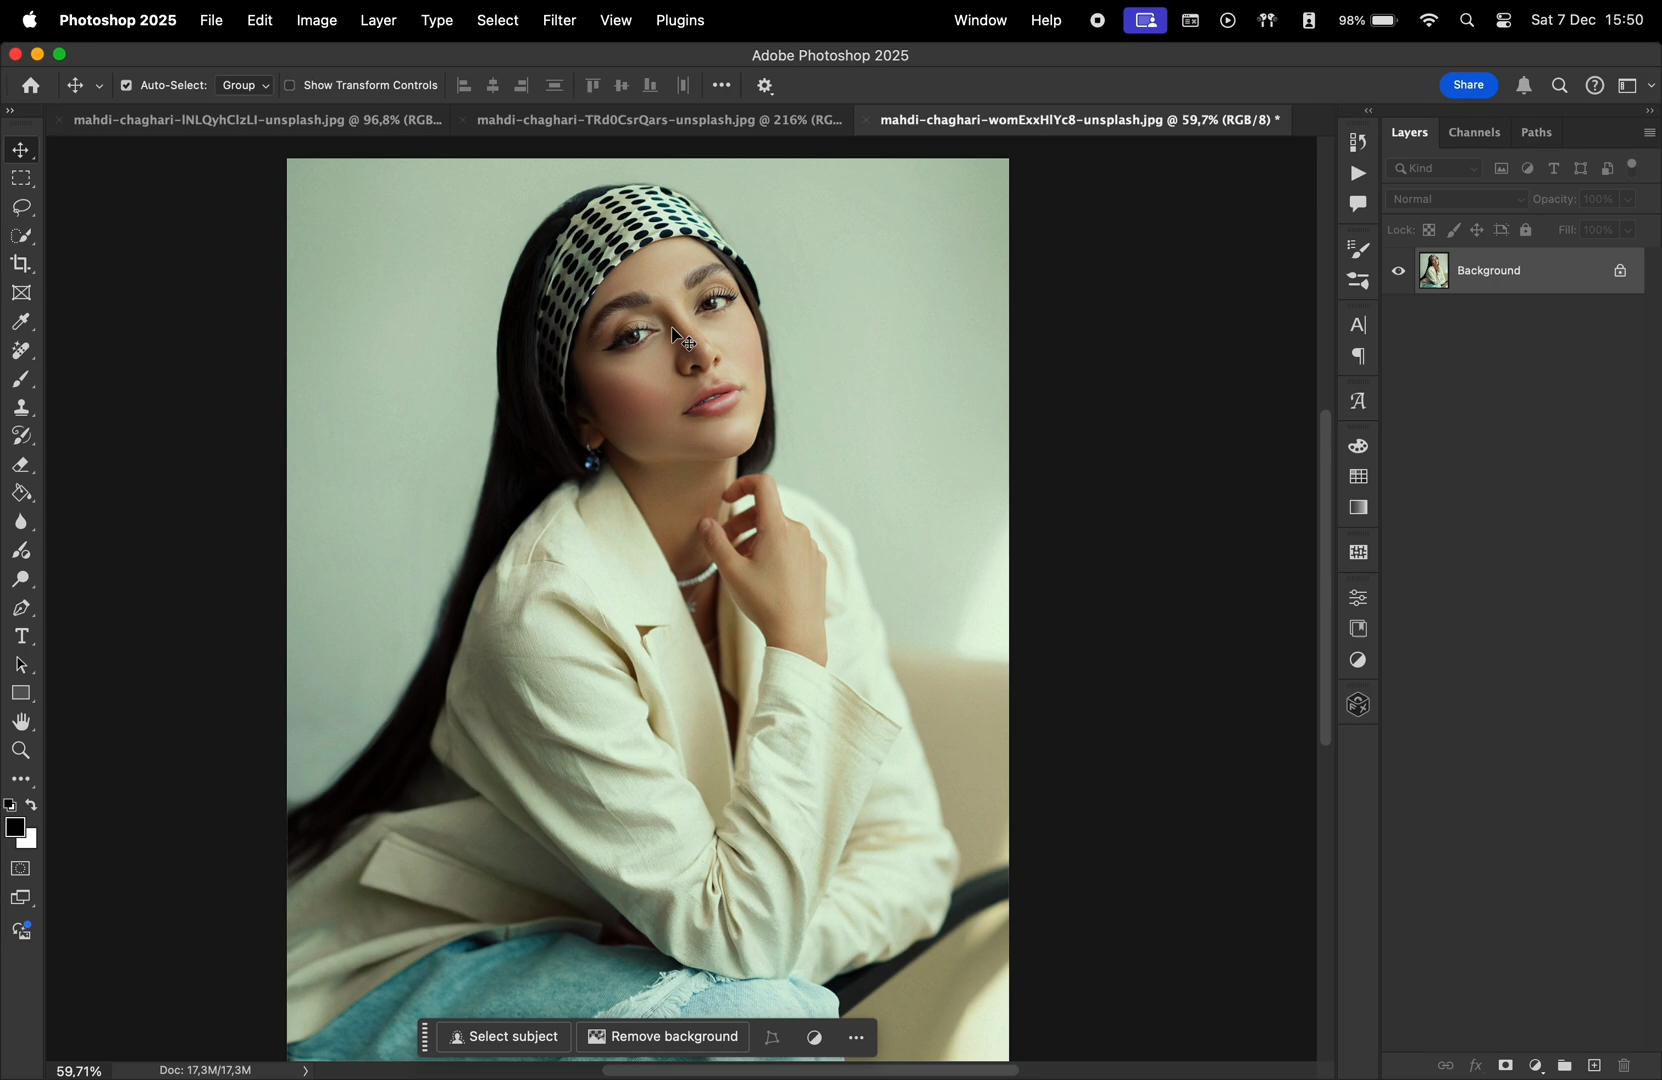 Photoshop 2025 File Edit Image Layer Type Select Filter View Plugins Window Help 98% Sat 7 Dec 15:50
Adobe Photoshop 2025
Auto-Select: Group Show Transform Controls Share
mahdi-chaghari-INLQyhClzLI-unsplash.jpg @ 96,8% (RGB... mahdi-chaghari-TRd0CsrQars-unsplash.jpg @ 216% (RG... mahdi-chaghari-womExxHlYc8-unsplash.jpg @ 59,7% (RGB/8) *
Layers Channels Paths
Kind
Normal Opacity: 100%
Lock: Fill: 100%
Background
Select subject Remove background
59,71% Doc: 17,3M/17,3M